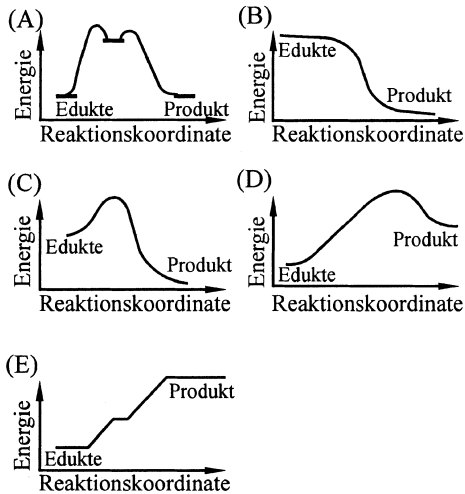 (A)
Energie
Edukte
Produkt
Reaktionskoordinate
(B)
Energie
Edukte
Produkt
Reaktionskoordinate
(C)
Energie
Edukte
Produkt
Reaktionskoordinate
(D)
Energie
Edukte
Produkt
Reaktionskoordinate
(E)
Energie
Edukte
Produkt
Reaktionskoordinate